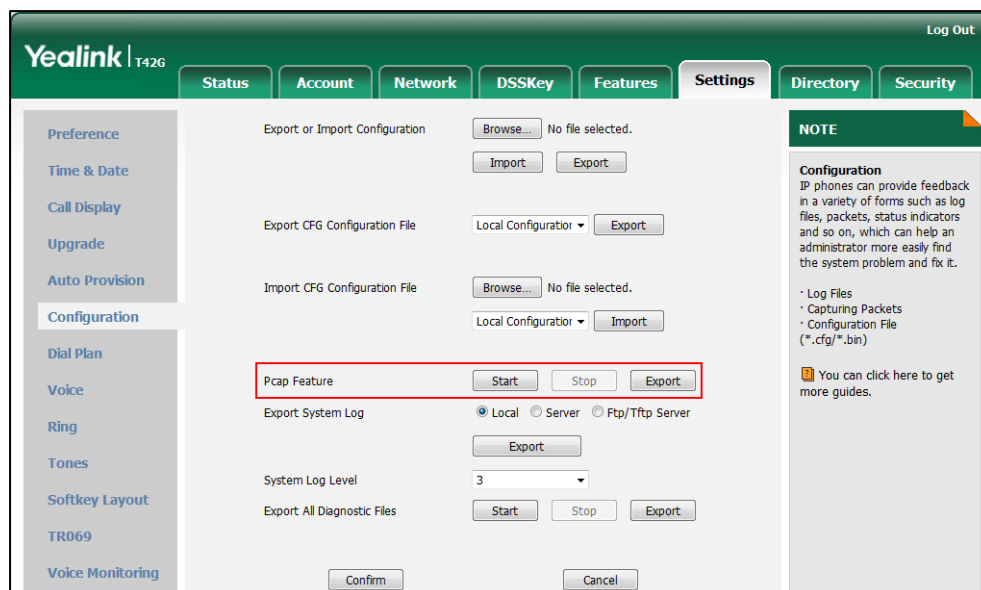 Log Out
Yealink T42G
Status Account Network DSSKey Features Settings Directory Security
Preference
Time & Date
Call Display
Upgrade
Auto Provision
Configuration
Dial Plan
Voice
Ring
Tones
Softkey Layout
TR069
Voice Monitoring
Export or Import Configuration Browse... No file selected.
Import Export
Export CFG Configuration File Local Configuration Export
Import CFG Configuration File Browse... No file selected.
Local Configuration Import
Pcap Feature Start Stop Export
Export System Log Local Server Ftp/Tftp Server
Export
System Log Level 3
Export All Diagnostic Files Start Stop Export
Confirm Cancel
NOTE
Configuration
IP phones can provide feedback
in a variety of forms such as log
files, packets, status indicators
and so on, which can help an
administrator more easily find
the system problem and fix it.
· Log Files
· Capturing Packets
· Configuration File
(*.cfg/*.bin)
? You can click here to get
more guides.